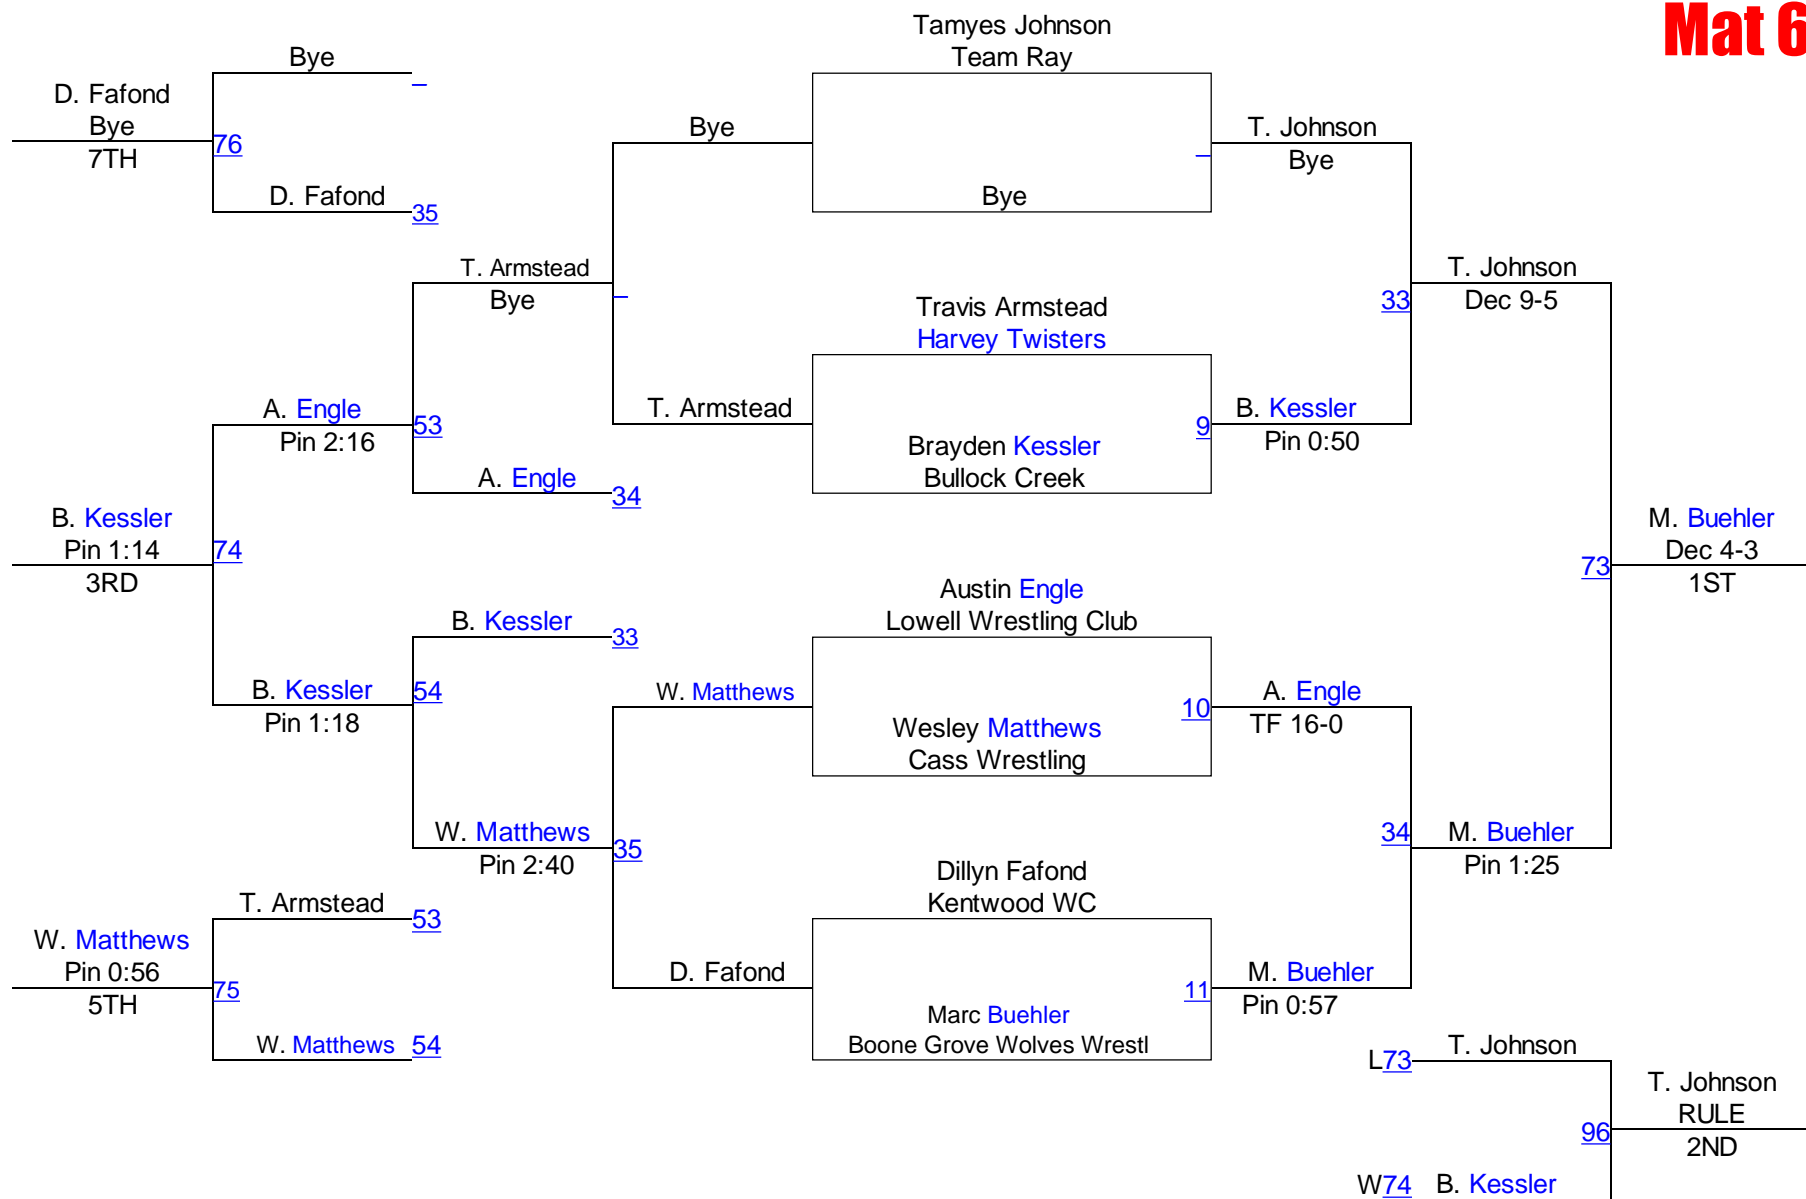 Mat 6
Tamyes Johnson
Team Ray
Bye
D. Fafond
Bye
76
7TH
D. Fafond 35
Bye
T. Johnson
Bye
Bye
T. Armstead
Bye
T. Johnson
Dec 9-5
33
Travis Armstead
Harvey Twisters
A. Engle
Pin 2:16
53
T. Armstead
9
B. Kessler
Pin 0:50
Brayden Kessler
Bullock Creek
A. Engle 34
B. Kessler
Pin 1:14
74
3RD
M. Buehler
Dec 4-3
73
1ST
Austin Engle
Lowell Wrestling Club
B. Kessler 33
B. Kessler
Pin 1:18
54
W. Matthews
10
A. Engle
TF 16-0
Wesley Matthews
Cass Wrestling
W. Matthews
Pin 2:40
35
34
M. Buehler
Pin 1:25
Dillyn Fafond
Kentwood WC
T. Armstead 53
W. Matthews
Pin 0:56
75
5TH
D. Fafond
11
M. Buehler
Pin 0:57
Marc Buehler
Boone Grove Wolves Wrestl
W. Matthews 54
L73 T. Johnson
T. Johnson
RULE
96
2ND
W74 B. Kessler